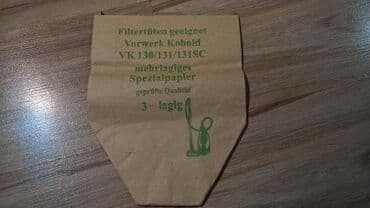 Filtertüten geeignet
Vorwerk Kobold
VK 130/131/131SC
mehrlagiges
Spezialpapier
geprüfte Qualität
3- lagig